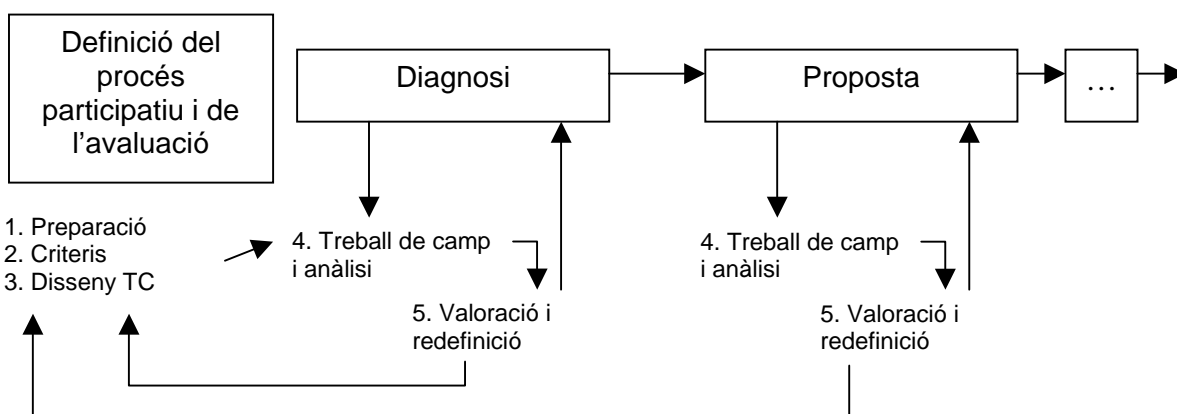 Definició del
procés
participatiu i de
l'avaluació
Diagnosi
Proposta
…
1. Preparació
2. Criteris
3. Disseny TC
4. Treball de camp
i anàlisi
5. Valoració i
redefinició
4. Treball de camp
i anàlisi
5. Valoració i
redefinició